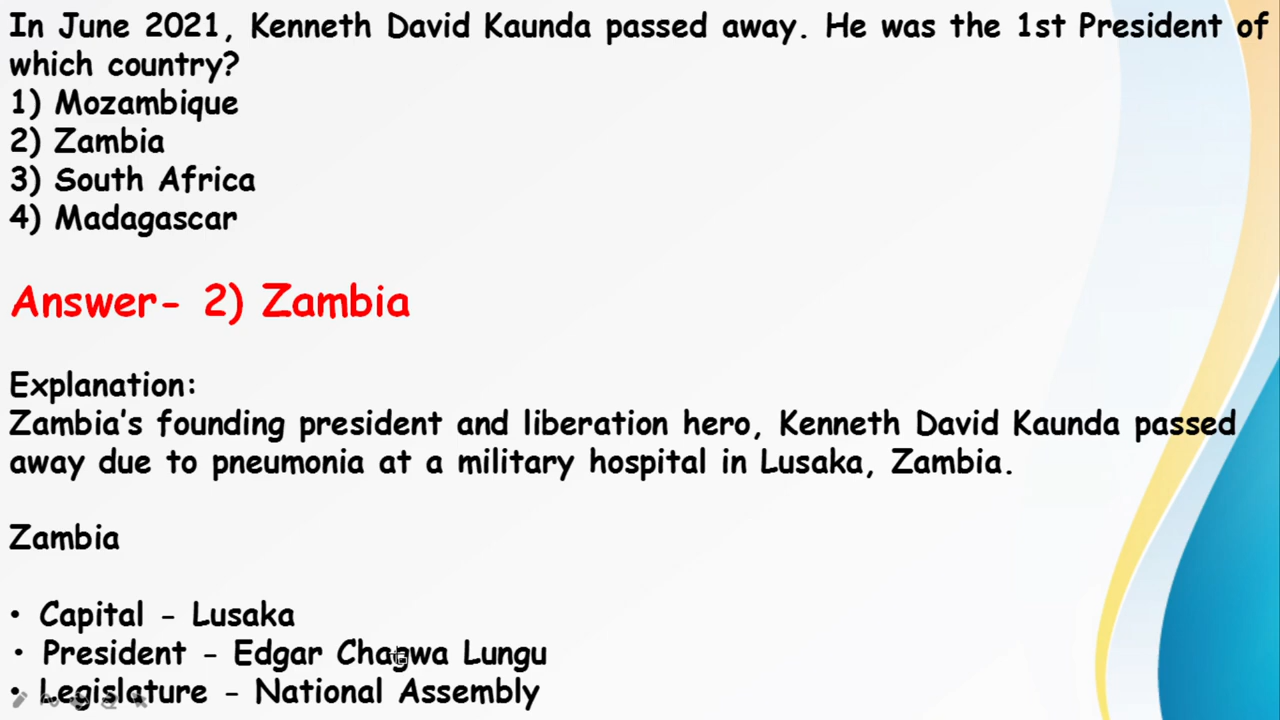 In June 2021, Kenneth David Kaunda passed away. He was the 1st President of
which country?
1) Mozambique
2) Zambia
3) South Africa
4) Madagascar
Answer- 2) Zambia
Explanation:
Zambia's founding president and liberation hero, Kenneth David Kaunda passed
away due to pneumonia at a military hospital in Lusaka, Zambia.
Zambia
• Capital - Lusaka
• President - Edgar Chagwa Lungu
• Legislature - National Assembly